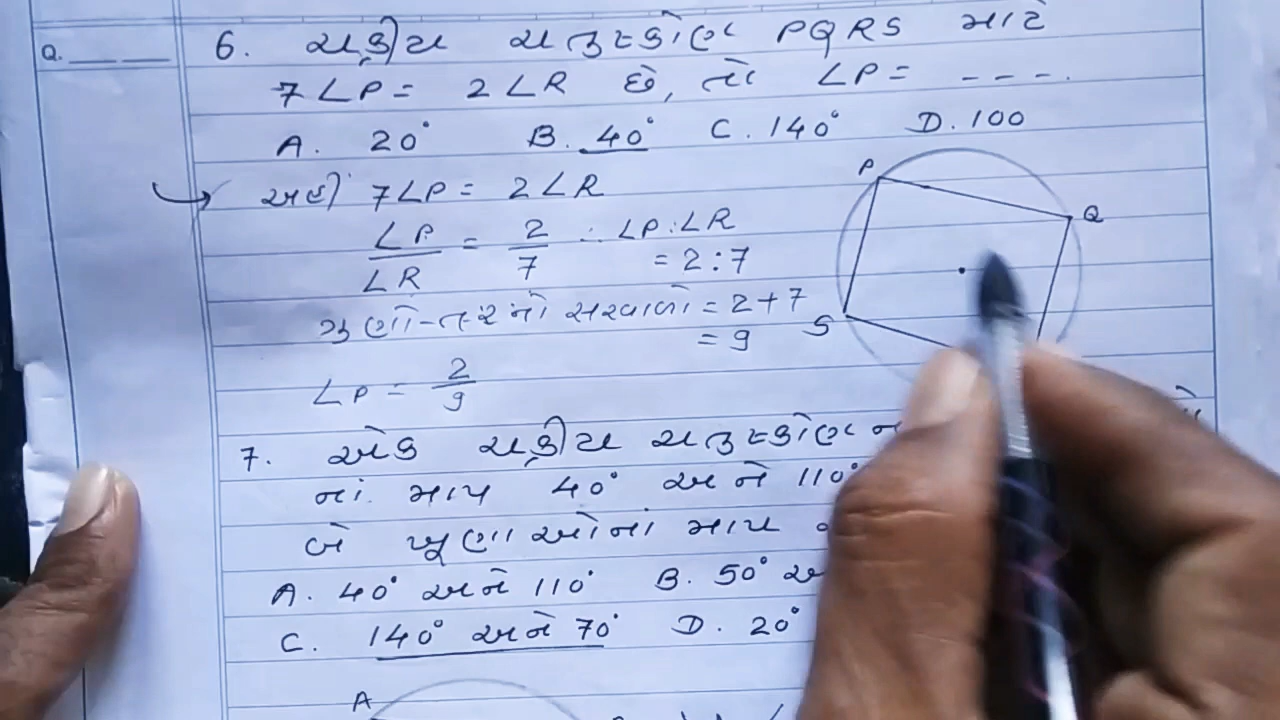 Q.
6. ચક્રીય ચતુષ્કોણ PQRS માટે
7∠P = 2∠R છે, તો ∠P = ---.
A. 20° B. 40° C. 140° D. 100
અહીં 7∠P = 2∠R
∠P/∠R = 2/7 ∴ ∠P:∠R
= 2:7
સરવાળો = 2+7
= 9
∠P = 2/9
P
Q
S
7. એક ચક્રીય ચતુષ્કોણ
નાં માપ 40° અને 110°
બે ખૂણાઓનાં માપ
A. 40° અને 110° B. 50°
C. 140° અને 70° D. 20°
A